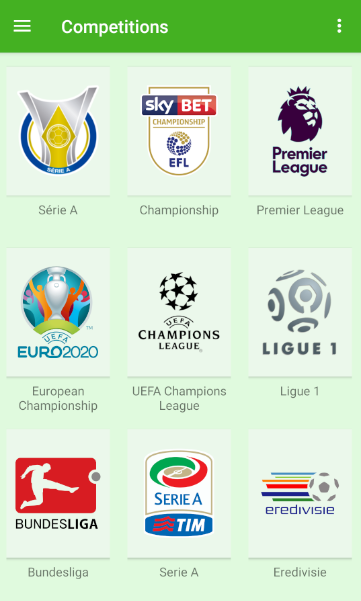 Competitions
SÉRIE A
Série A
sky BET
CHAMPIONSHIP
EFL
Championship
Premier
League
Premier League
UEFA
EURO2020
TM
European
Championship
UEFA
CHAMPIONS
LEAGUE
UEFA Champions
League
LIGUE 1
Ligue 1
BUNDESLIGA
Bundesliga
SERIE A
TIM
Serie A
eredivisie
Eredivisie